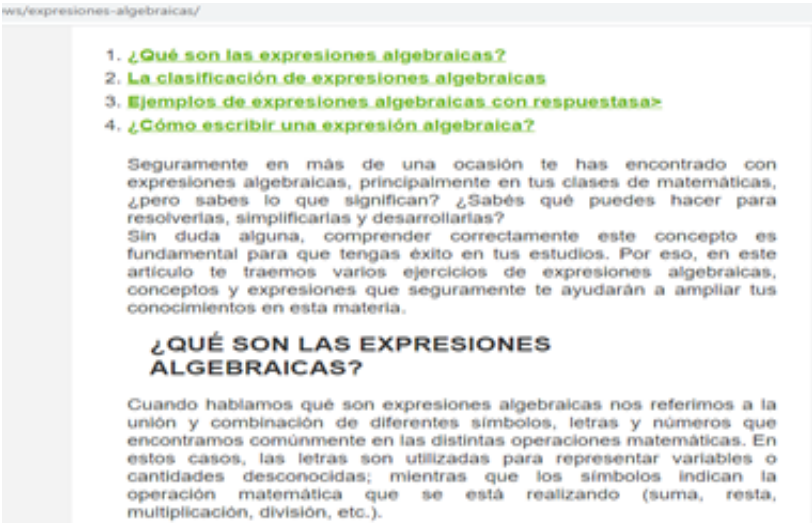 ws/expresiones-algebraicas/
1. ¿Qué son las expresiones algebraicas?
2. La clasificación de expresiones algebraicas
3. Ejemplos de expresiones algebraicas con respuestasa>
4. ¿Cómo escribir una expresión algebraica?
Seguramente en más de una ocasión te has encontrado con
expresiones algebraicas, principalmente en tus clases de matemáticas,
¿pero sabes lo que significan? ¿Sabés qué puedes hacer para
resolverlas, simplificarlas y desarrollarlas?
Sin duda alguna, comprender correctamente este concepto es
fundamental para que tengas éxito en tus estudios. Por eso, en este
artículo te traemos varios ejercicios de expresiones algebraicas,
conceptos y expresiones que seguramente te ayudarán a ampliar tus
conocimientos en esta materia.
¿QUÉ SON LAS EXPRESIONES
ALGEBRAICAS?
Cuando hablamos qué son expresiones algebraicas nos referimos a la
unión y combinación de diferentes símbolos, letras y números que
encontramos comúnmente en las distintas operaciones matemáticas. En
estos casos, las letras son utilizadas para representar variables o
cantidades desconocidas; mientras que los símbolos indican la
operación matemática que se está realizando (suma, resta,
multiplicación, división, etc.).